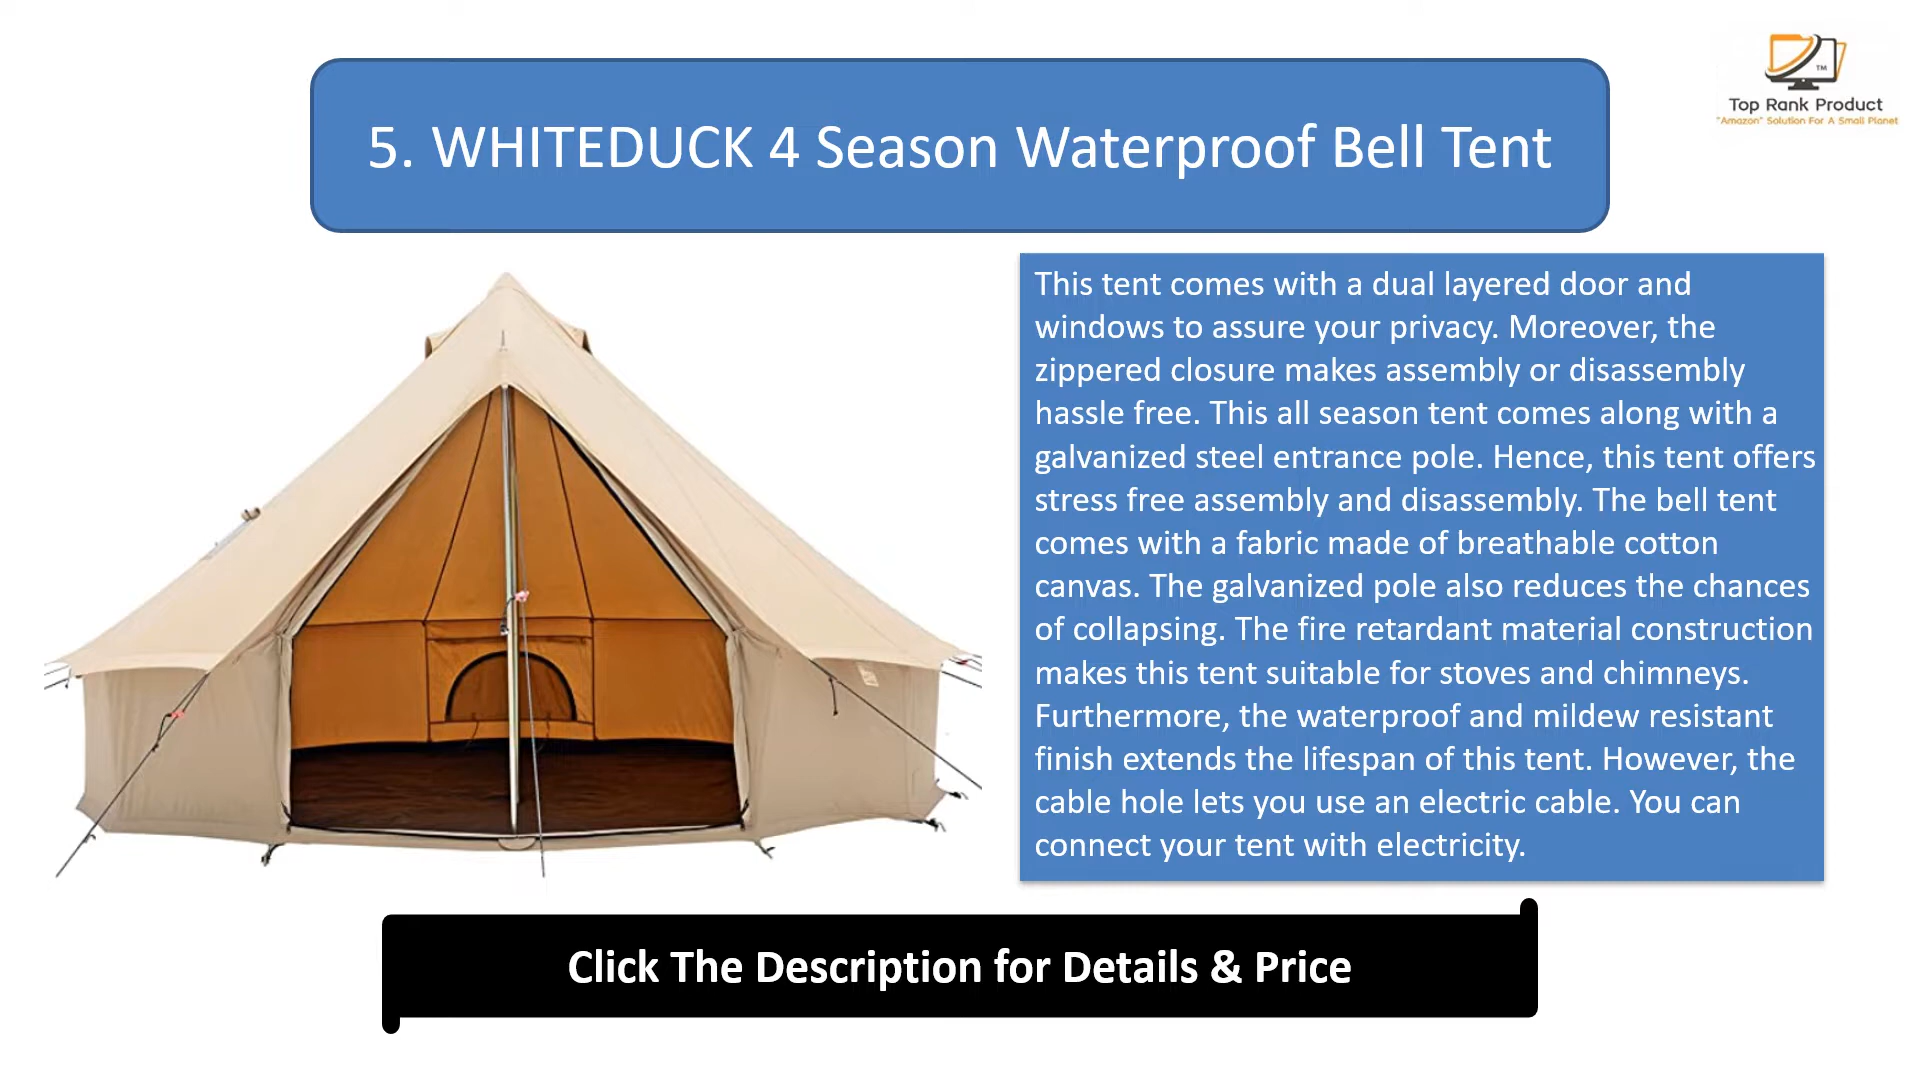 TM
Top Rank Product
"Amazon" Solution For A Small Planet
5. WHITEDUCK 4 Season Waterproof Bell Tent
This tent comes with a dual layered door and
windows to assure your privacy. Moreover, the
zippered closure makes assembly or disassembly
hassle free. This all season tent comes along with a
galvanized steel entrance pole. Hence, this tent offers
stress free assembly and disassembly. The bell tent
comes with a fabric made of breathable cotton
canvas. The galvanized pole also reduces the chances
of collapsing. The fire retardant material construction
makes this tent suitable for stoves and chimneys.
Furthermore, the waterproof and mildew resistant
finish extends the lifespan of this tent. However, the
cable hole lets you use an electric cable. You can
connect your tent with electricity.
Click The Description for Details & Price